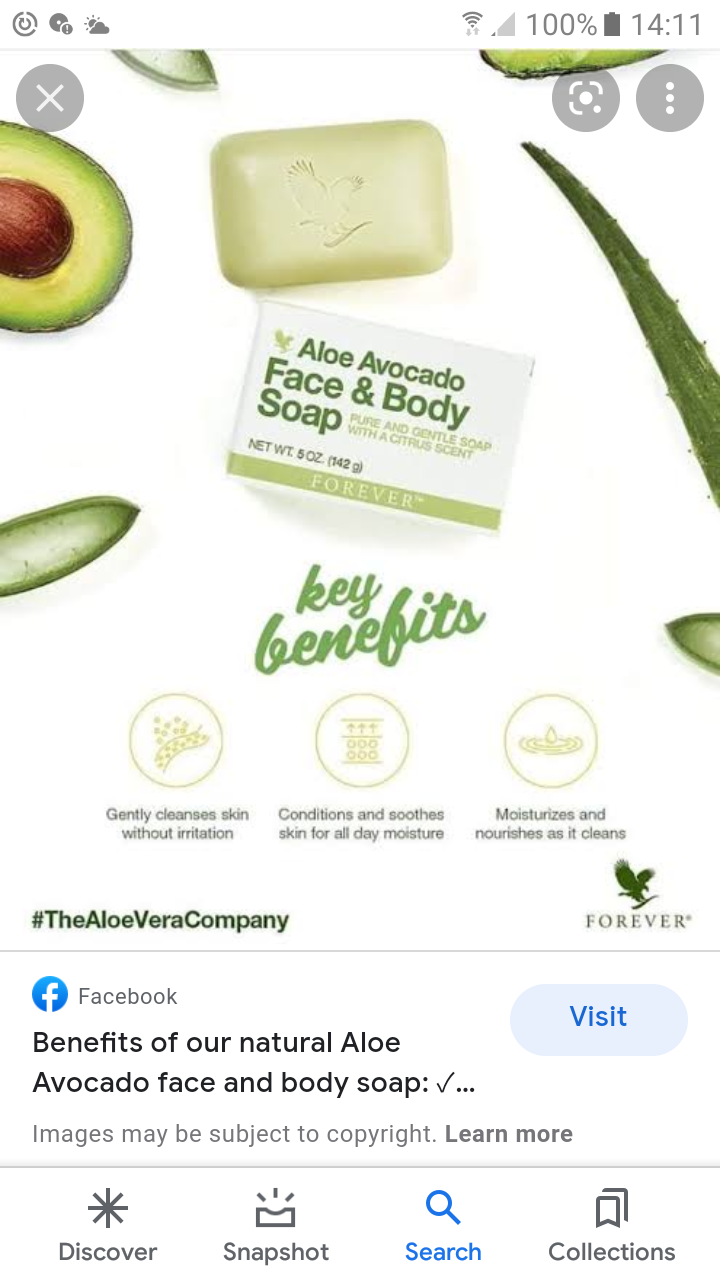 100% 14:11
Aloe Avocado
Face & Body
Soap
PURE AND GENTLE SOAP
WITH A CITRUS SCENT
NET WT. 5 OZ. (142 g)
FOREVER™
key
benefits
Gently cleanses skin
without irritation
Conditions and soothes
skin for all day moisture
Moisturizes and
nourishes as it cleans
#TheAloeVeraCompany
FOREVER®
Facebook
Visit
Benefits of our natural Aloe
Avocado face and body soap: ✓...
Images may be subject to copyright. Learn more
Discover
Snapshot
Search
Collections